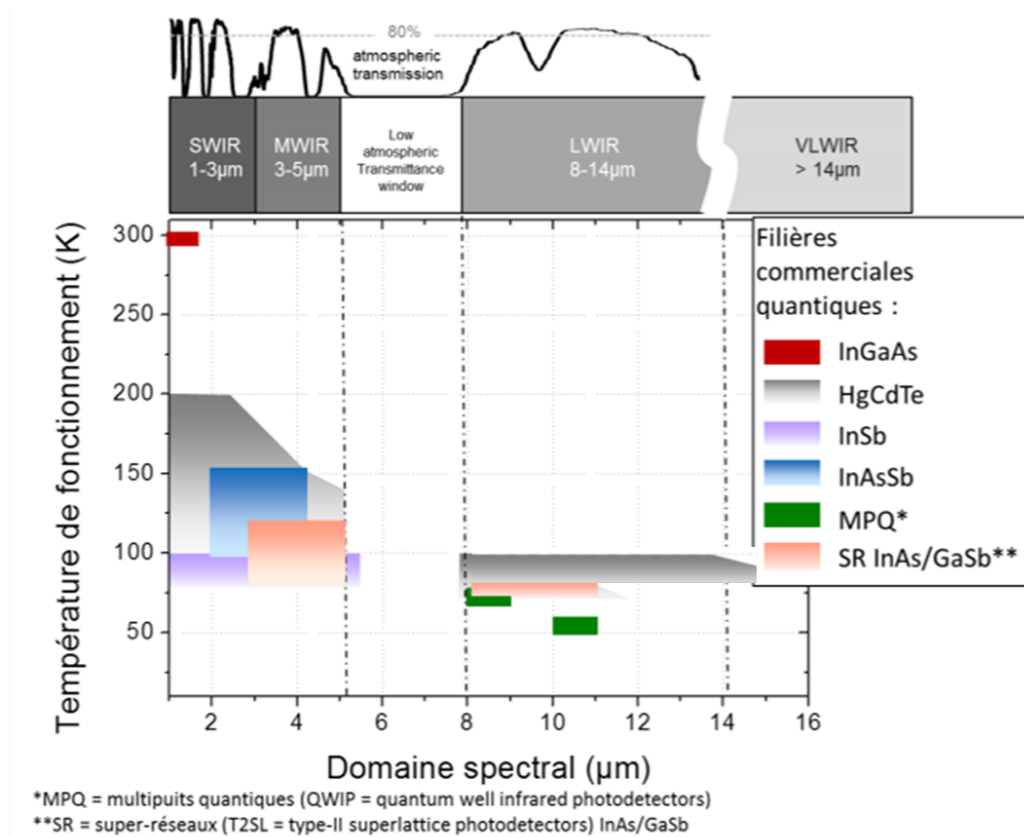 80%
atmospheric
transmission
SWIR
1-3µm
MWIR
3-5µm
Low
atmospheric
Transmittance
window
LWIR
8-14µm
VLWIR
> 14µm
Température de fonctionnement (K)
300
250
200
150
100
50
2
4
6
8
10
12
14
16
Domaine spectral (µm)
Filières
commerciales
quantiques :
InGaAs
HgCdTe
InSb
InAsSb
MPQ*
SR InAs/GaSb**
*MPQ = multipuits quantiques (QWIP = quantum well infrared photodetectors)
**SR = super-réseaux (T2SL = type-II superlattice photodetectors) InAs/GaSb